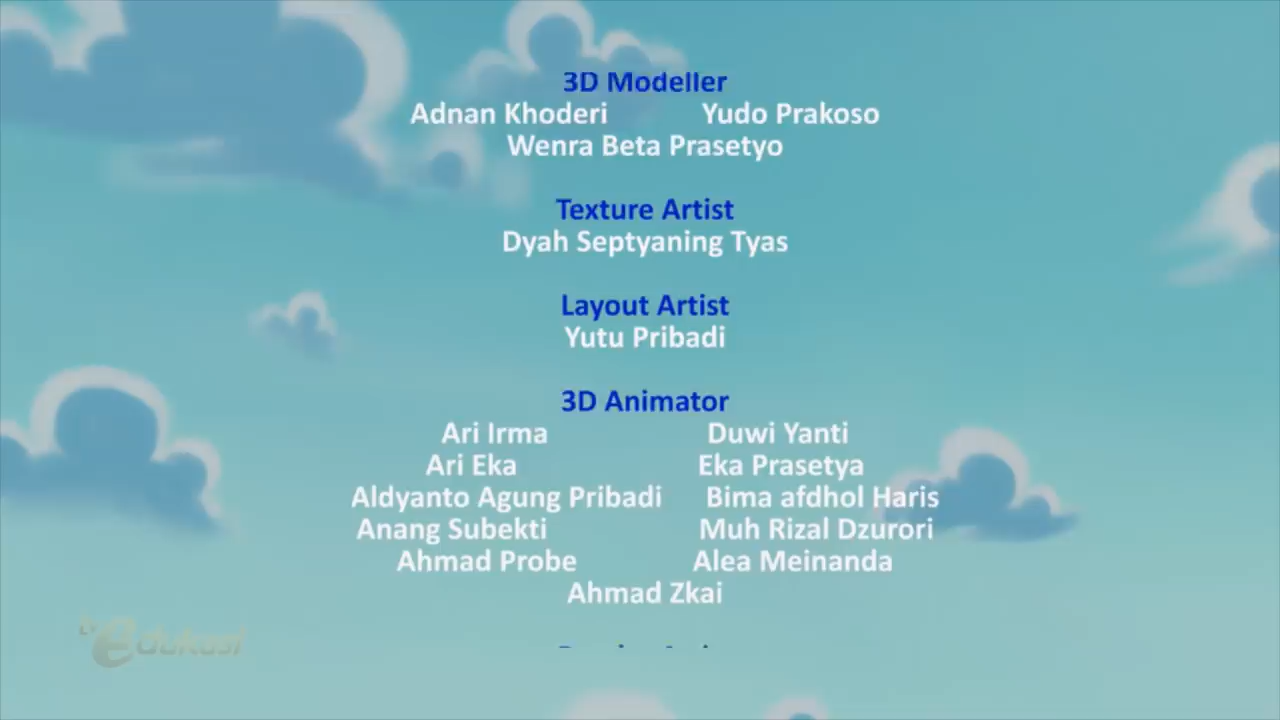 3D Modeller
Adnan Khoderi Yudo Prakoso
Wenra Beta Prasetyo
Texture Artist
Dyah Septyaning Tyas
Layout Artist
Yutu Pribadi
3D Animator
Ari Irma Duwi Yanti
Ari Eka Eka Prasetya
Aldyanto Agung Pribadi Bima afdhol Haris
Anang Subekti Muh Rizal Dzurori
Ahmad Probe Alea Meinanda
Ahmad Zkai
tv edukasi